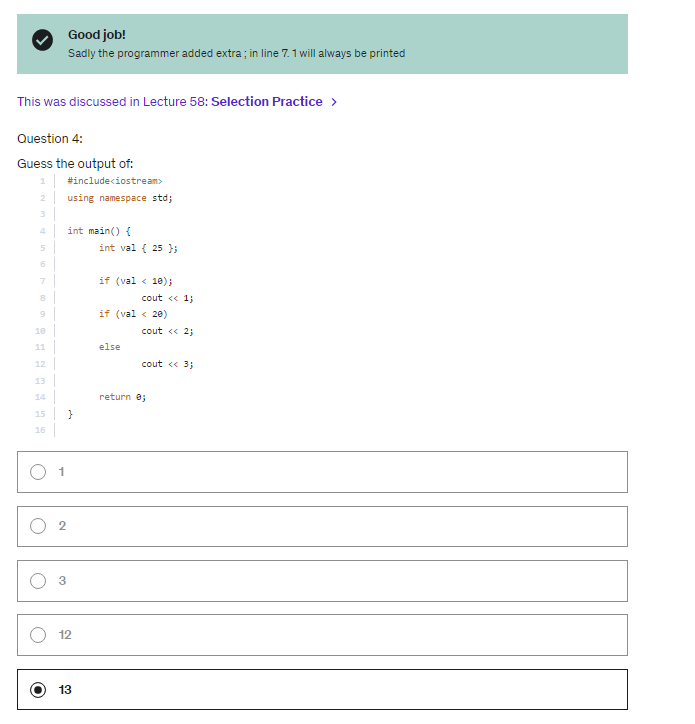 Good job!
Sadly the programmer added extra ; in line 7. 1 will always be printed
This was discussed in Lecture 58: Selection Practice >
Question 4:
Guess the output of:
1 #include<iostream>
2 using namespace std;
3
4 int main() {
5 int val { 25 };
6
7 if (val < 10);
8 cout << 1;
9 if (val < 20)
10 cout << 2;
11 else
12 cout << 3;
13
14 return 0;
15 }
16
1
2
3
12
13